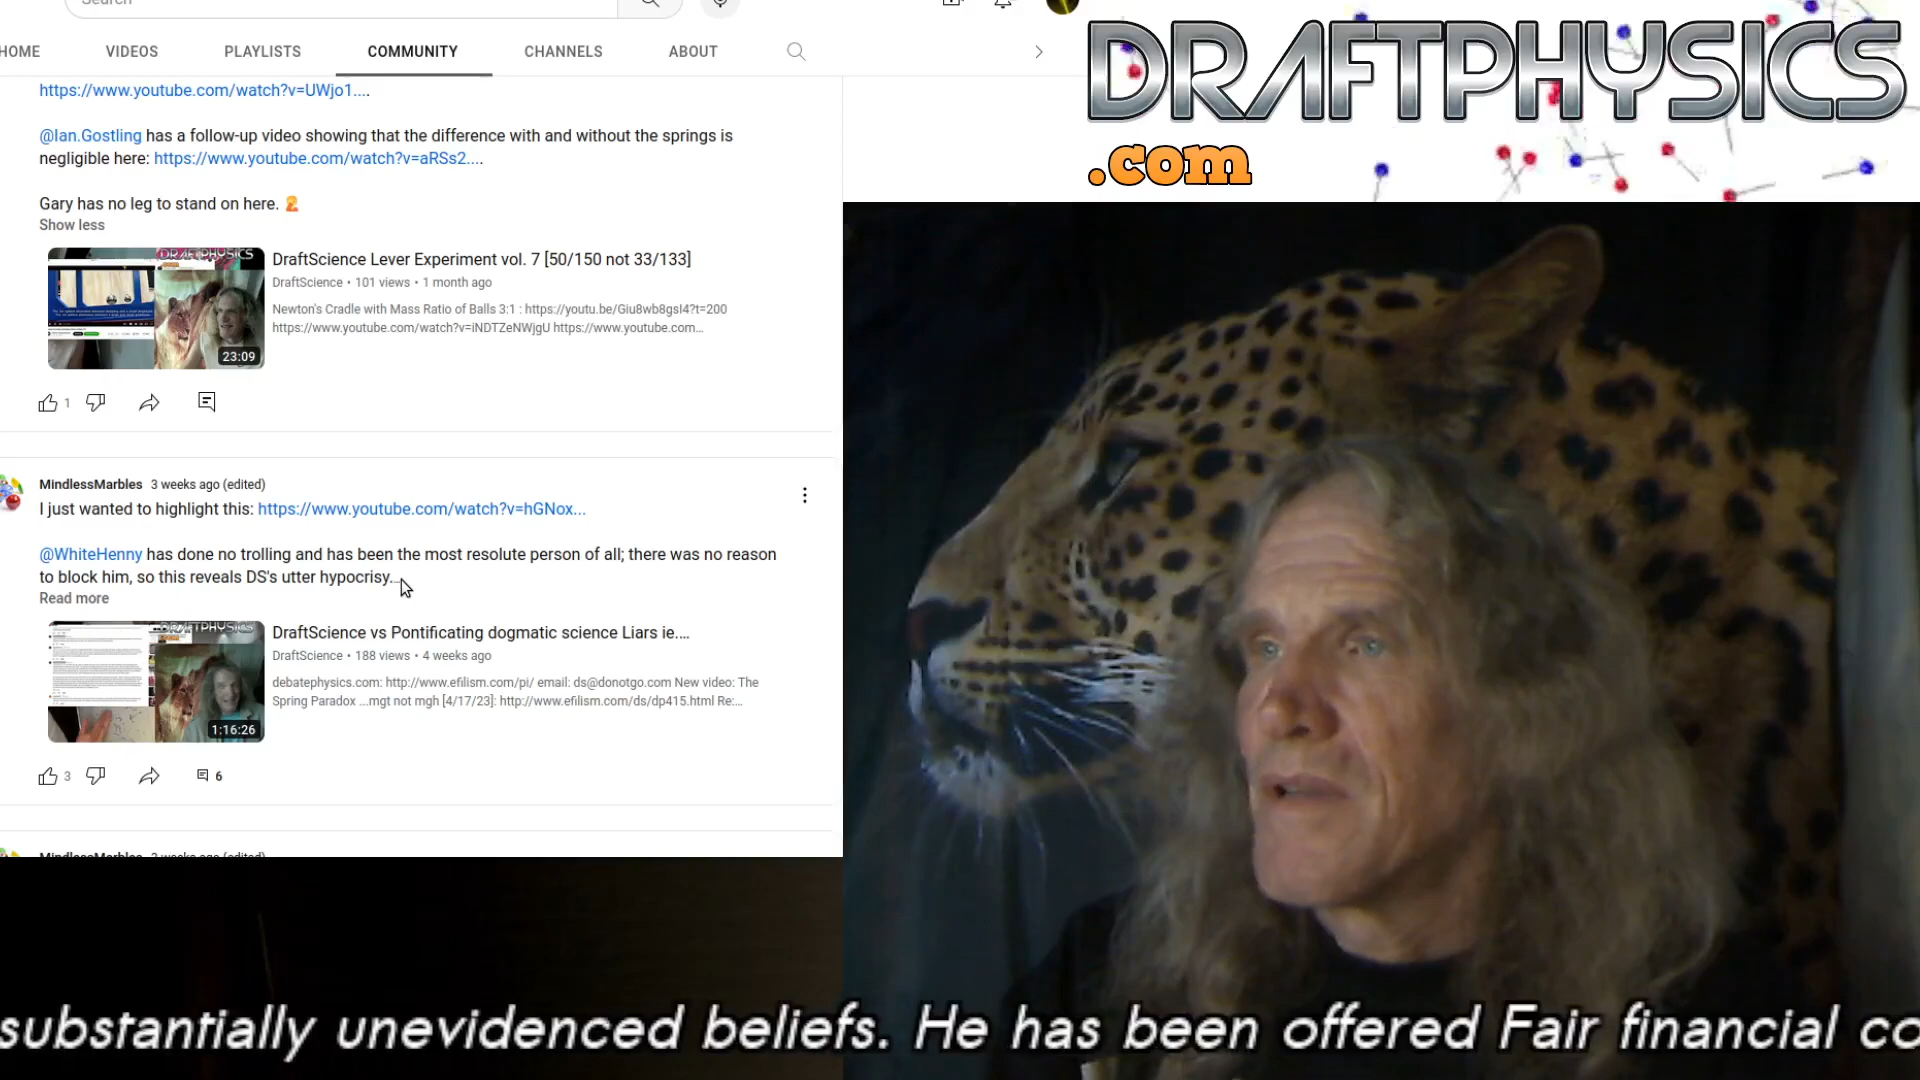 Search
HOME VIDEOS PLAYLISTS COMMUNITY CHANNELS ABOUT
DRAFTPHYSICS
.com
https://www.youtube.com/watch?v=UWjo1....
@Ian.Gostling has a follow-up video showing that the difference with and without the springs is
negligible here: https://www.youtube.com/watch?v=aRSs2....
Gary has no leg to stand on here.
Show less
DraftScience Lever Experiment vol. 7 [50/150 not 33/133]
DraftScience • 101 views • 1 month ago
Newton's Cradle with Mass Ratio of Balls 3:1 : https://youtu.be/Giu8wb8gsI4?t=200
https://www.youtube.com/watch?v=iNDTZeNWjgU https://www.youtube.com...
DRAFTPHYSICS
23:09
1
MindlessMarbles 3 weeks ago (edited)
I just wanted to highlight this: https://www.youtube.com/watch?v=hGNox...
@WhiteHenny has done no trolling and has been the most resolute person of all; there was no reason
to block him, so this reveals DS's utter hypocrisy...
Read more
DraftScience vs Pontificating dogmatic science Liars ie....
DraftScience • 188 views • 4 weeks ago
debatephysics.com: http://www.efilism.com/pi/ email: ds@donotgo.com New video: The
Spring Paradox ...mgt not mgh [4/17/23]: http://www.efilism.com/ds/dp415.html Re:...
DRAFTPHYSICS
1:16:26
3 6
MindlessMarbles 3 weeks ago (edited)
substantially unevidenced beliefs. He has been offered Fair financial co